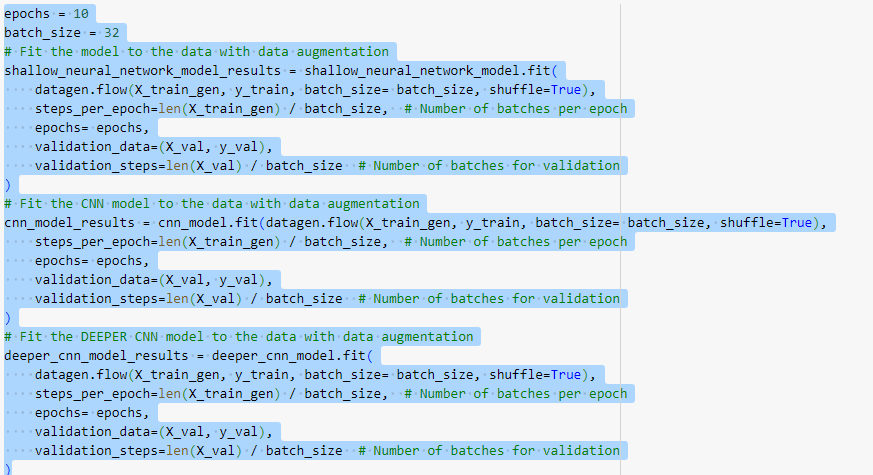 epochs = 10
batch_size = 32
# Fit the model to the data with data augmentation
shallow_neural_network_model_results = shallow_neural_network_model.fit(
    datagen.flow(X_train_gen, y_train, batch_size= batch_size, shuffle=True),
    steps_per_epoch=len(X_train_gen) / batch_size,  # Number of batches per epoch
    epochs= epochs,
    validation_data=(X_val, y_val),
    validation_steps=len(X_val) / batch_size  # Number of batches for validation
)
# Fit the CNN model to the data with data augmentation
cnn_model_results = cnn_model.fit(datagen.flow(X_train_gen, y_train, batch_size= batch_size, shuffle=True),
    steps_per_epoch=len(X_train_gen) / batch_size,  # Number of batches per epoch
    epochs= epochs,
    validation_data=(X_val, y_val),
    validation_steps=len(X_val) / batch_size  # Number of batches for validation
)
# Fit the DEEPER CNN model to the data with data augmentation
deeper_cnn_model_results = deeper_cnn_model.fit(
    datagen.flow(X_train_gen, y_train, batch_size= batch_size, shuffle=True),
    steps_per_epoch=len(X_train_gen) / batch_size,  # Number of batches per epoch
    epochs= epochs,
    validation_data=(X_val, y_val),
    validation_steps=len(X_val) / batch_size  # Number of batches for validation
)